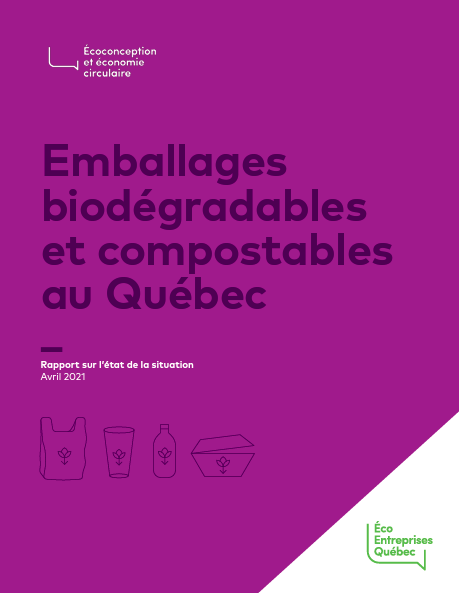 Écoconception
et économie
circulaire
Emballages
biodégradables
et compostables
au Québec
Rapport sur l'état de la situation
Avril 2021
Éco
Entreprises
Québec